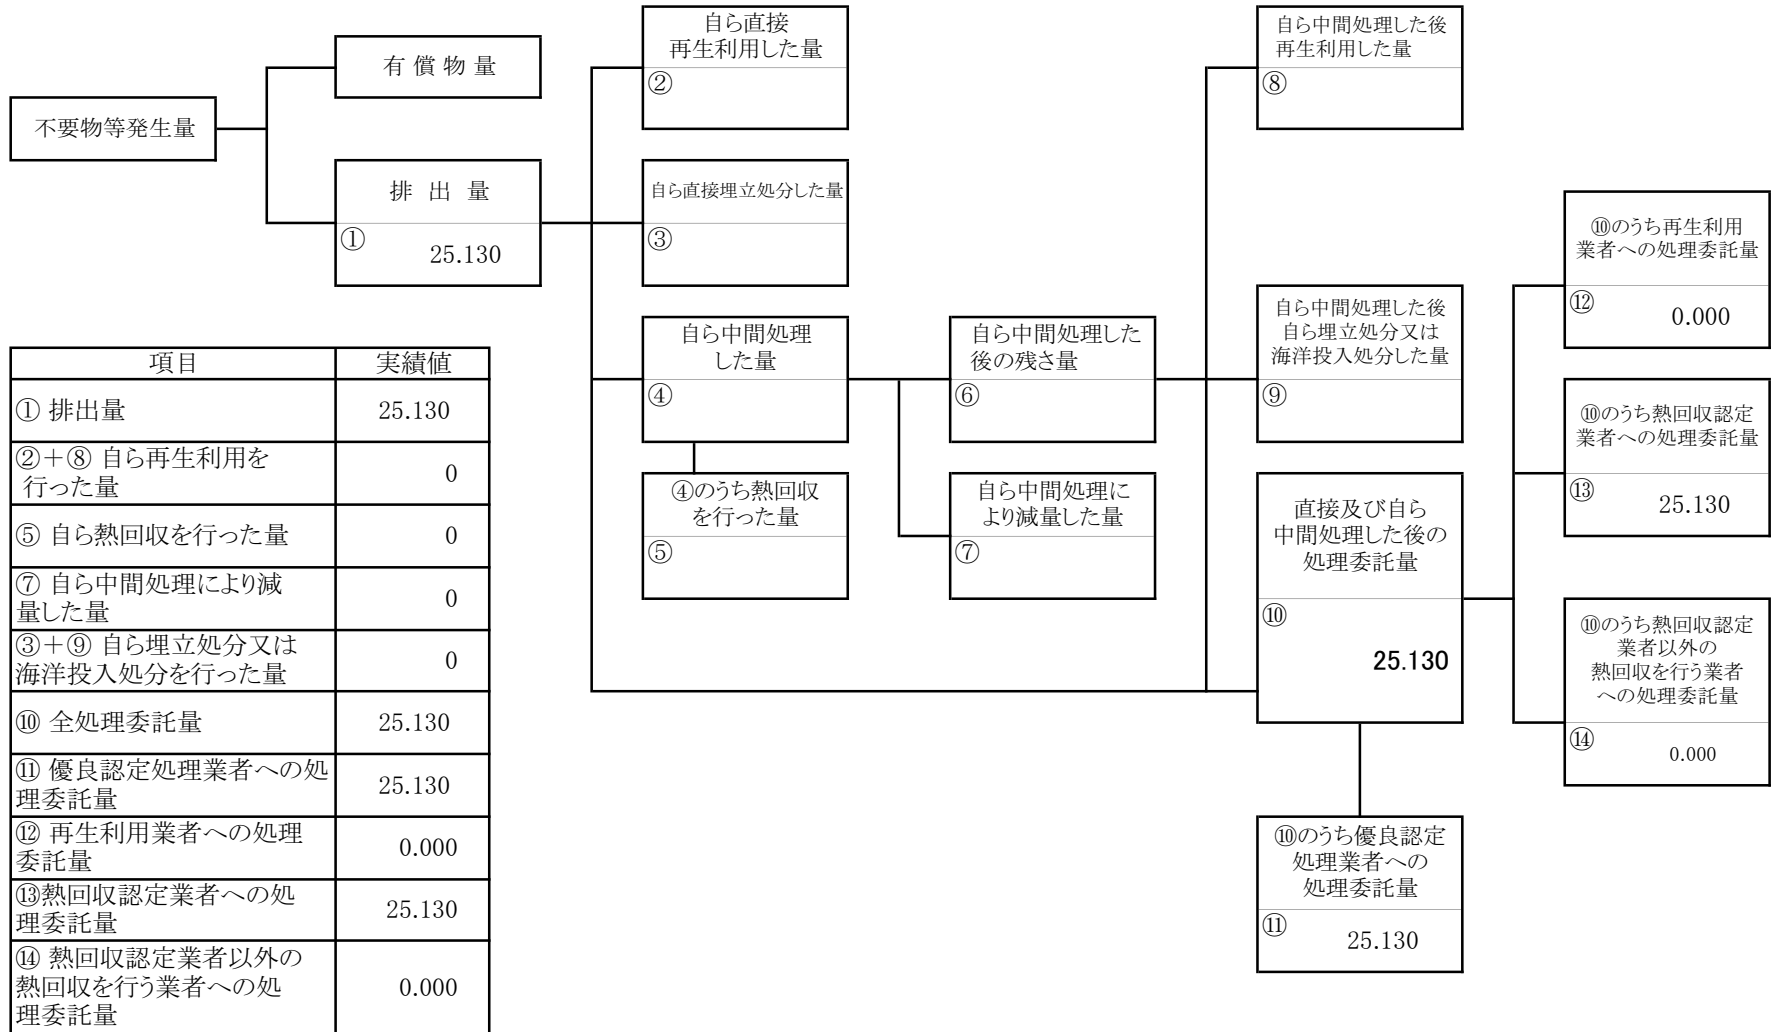 不要物等発生量
有 償 物 量
排 出 量
①
25.130
自ら直接
再生利用した量
②
自ら直接埋立処分した量
③
自ら中間処理
した量
④
④のうち熱回収
を行った量
⑤
自ら中間処理した
後の残さ量
⑥
自ら中間処理に
より減量した量
⑦
自ら中間処理した後
再生利用した量
⑧
自ら中間処理した後
自ら埋立処分又は
海洋投入処分した量
⑨
直接及び自ら
中間処理した後の
処理委託量
⑩
25.130
⑩のうち優良認定
処理業者への
処理委託量
⑪
25.130
⑩のうち再生利用
業者への処理委託量
⑫
0.000
⑩のうち熱回収認定
業者への処理委託量
⑬
25.130
⑩のうち熱回収認定
業者以外の
熱回収を行う業者
への処理委託量
⑭
0.000
項目 実績値
① 排出量 25.130
②+⑧ 自ら再生利用を
行った量 0
⑤ 自ら熱回収を行った量 0
⑦ 自ら中間処理により減
量した量 0
③+⑨ 自ら埋立処分又は
海洋投入処分を行った量 0
⑩ 全処理委託量 25.130
⑪ 優良認定処理業者への処
理委託量 25.130
⑫ 再生利用業者への処理
委託量 0.000
⑬熱回収認定業者への処
理委託量 25.130
⑭ 熱回収認定業者以外の
熱回収を行う業者への処
理委託量 0.000